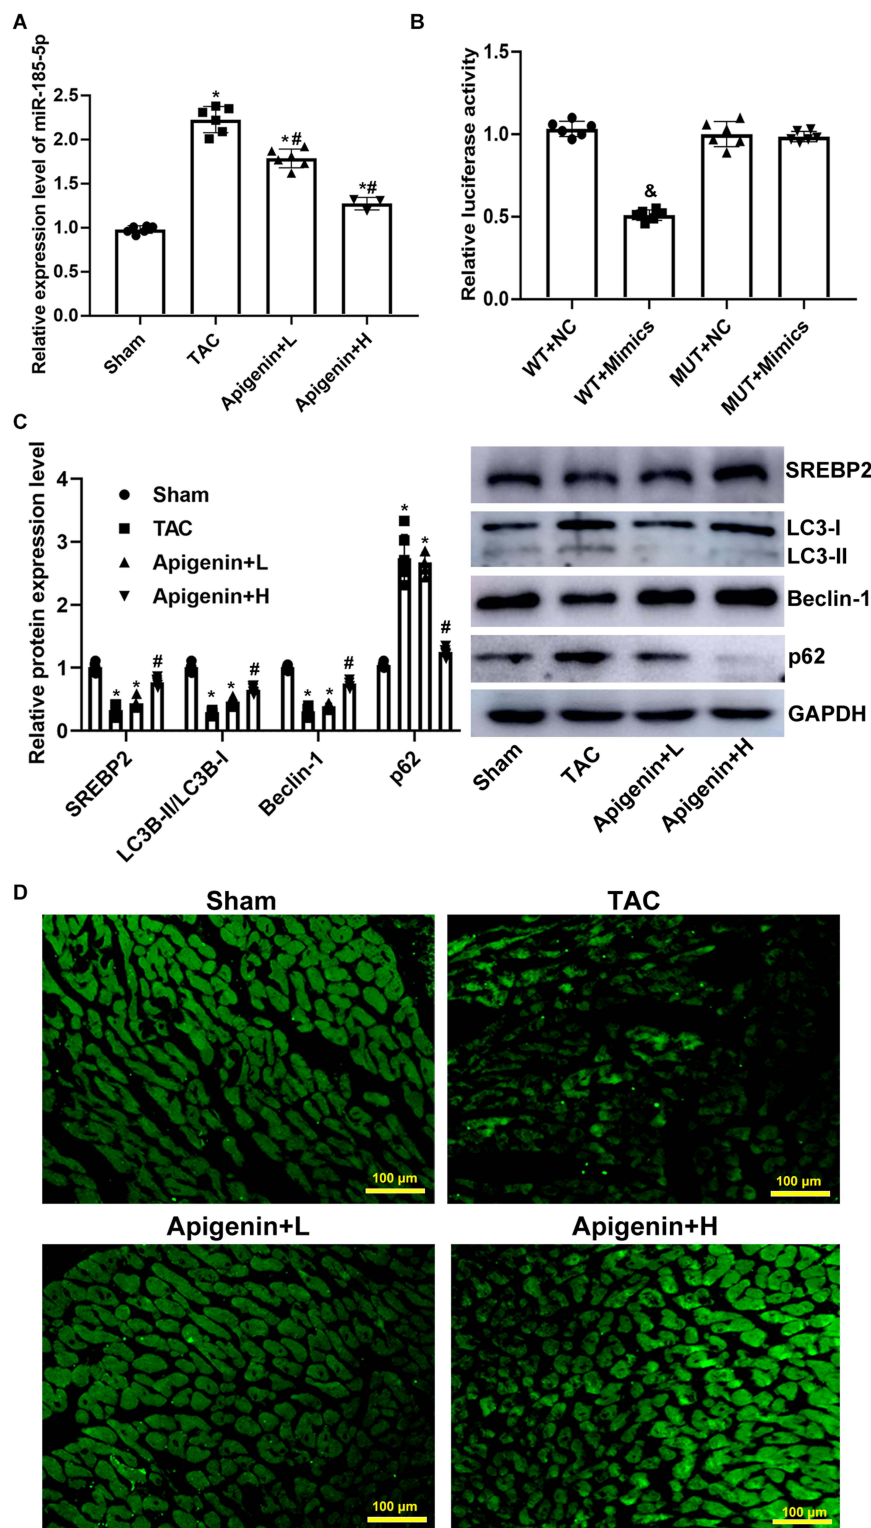 A
Relative expression level of miR-185-5p
2.5
2.0
1.5
1.0
0.5
0.0
*
*#
*#
Sham
TAC
Apigenin+L
Apigenin+H
B
Relative luciferase activity
1.5
1.0
0.5
0.0
&
WT+NC
WT+Mimics
MUT+NC
MUT+Mimics
C
Relative protein expression level
4
3
2
1
0
Sham
TAC
Apigenin+L
Apigenin+H
* * #
* * #
* * #
* * #
SREBP2
LC3B-II/LC3B-I
Beclin-1
p62
SREBP2
LC3-I
LC3-II
Beclin-1
p62
GAPDH
Sham
TAC
Apigenin+L
Apigenin+H
D
Sham
TAC
100 μm
100 μm
Apigenin+L
Apigenin+H
100 μm
100 μm